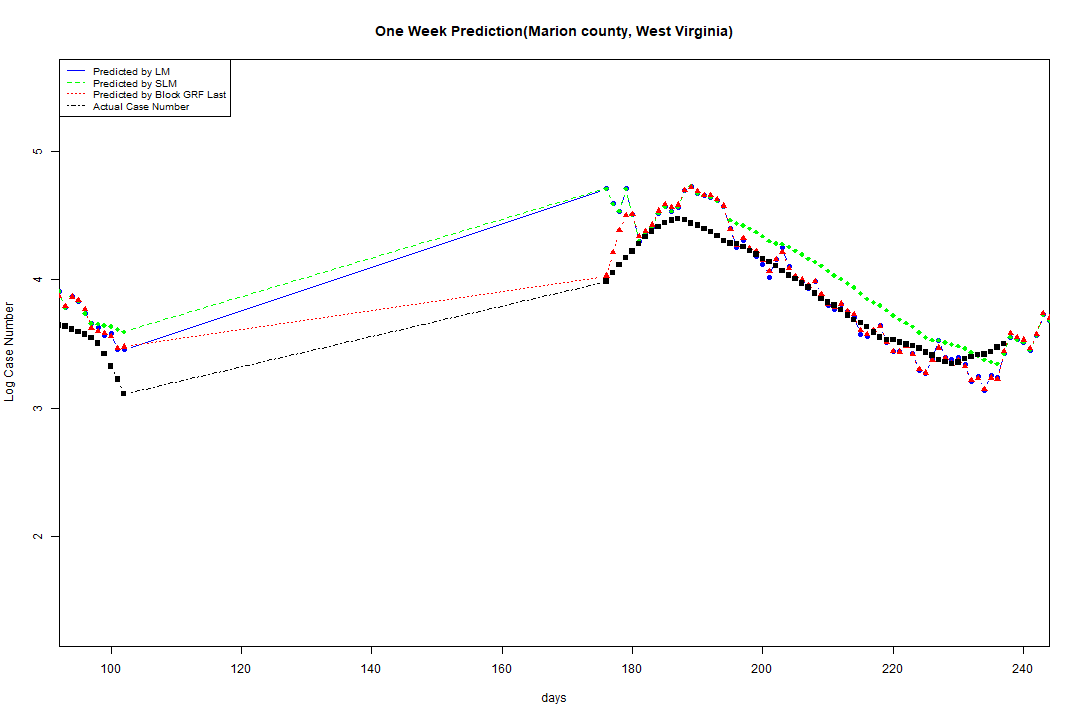 One Week Prediction(Marion county, West Virginia)
Predicted by LM
Predicted by SLM
Predicted by Block GRF Last
Actual Case Number
5
4
3
2
Log Case Number
100 120 140 160 180 200 220 240
days